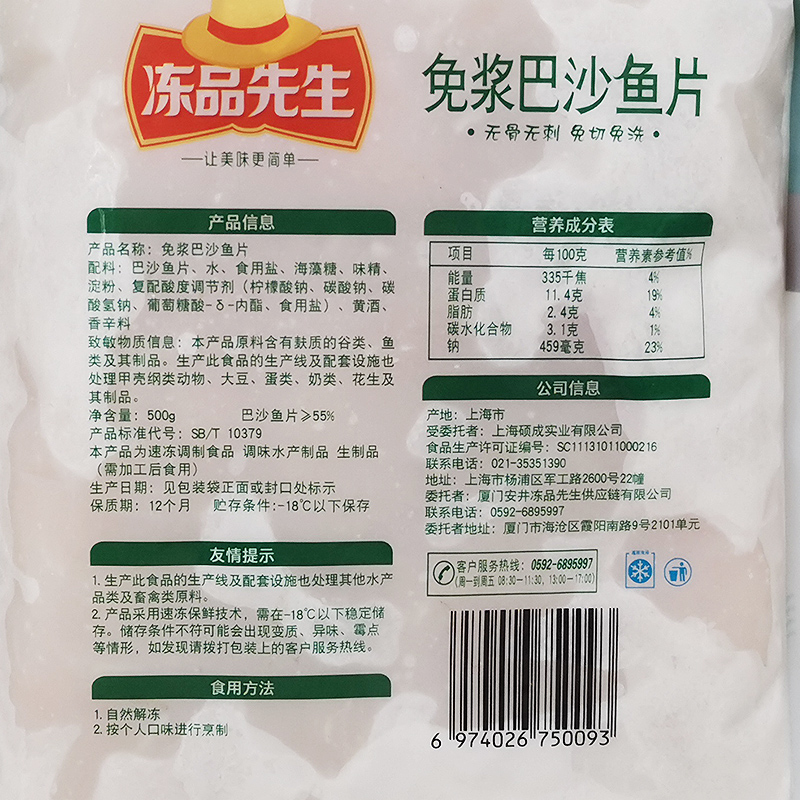 冻品先生
让美味更简单
免浆巴沙鱼片
·无骨无刺 免切免洗·
产品信息
产品名称：免浆巴沙鱼片
配料：巴沙鱼片、水、食用盐、海藻糖、味精、
淀粉、复配酸度调节剂（柠檬酸钠、碳酸钠、碳
酸氢钠、葡萄糖酸-δ-内酯、食用盐）、黄酒、
香辛料
致敏物质信息：本产品原料含有麸质的谷类、鱼
类及其制品。生产此食品的生产线及配套设施也
处理甲壳纲类动物、大豆、蛋类、奶类、花生及
其制品。
净含量：500g 巴沙鱼片≥55%
产品标准代号：SB/T 10379
本产品为速冻调制食品 调味水产制品 生制品
（需加工后食用）
生产日期：见包装袋正面或封口处标示
保质期：12个月 贮存条件:-18℃以下保存
友情提示
1.生产此食品的生产线及配套设施也处理其他水产
品类及畜禽类原料。
2.产品采用速冻保鲜技术，需在-18℃以下稳定储
存。储存条件不符可能会出现变质、异味、霉点
等情形，如发现请拨打包装上的客户服务热线。
食用方法
1.自然解冻
2.按个人口味进行烹制
营养成分表
项目 每100克 营养素参考值%
能量 335千焦 4%
蛋白质 11.4克 19%
脂肪 2.4克 4%
碳水化合物 3.1克 1%
钠 459毫克 23%
公司信息
产地：上海市
受委托者：上海硕成实业有限公司
食品生产许可证编号：SC11131011000216
联系电话：021-35351390
地址：上海市杨浦区军工路2600号22幢
委托者：厦门安井冻品先生供应链有限公司
联系电话：0592-6895997
委托者地址：厦门市海沧区霞阳南路9号2101单元
客户服务热线：0592-6895997
(周一到周五 08:30-11:30, 13:00-17:00)
6 974026 750093